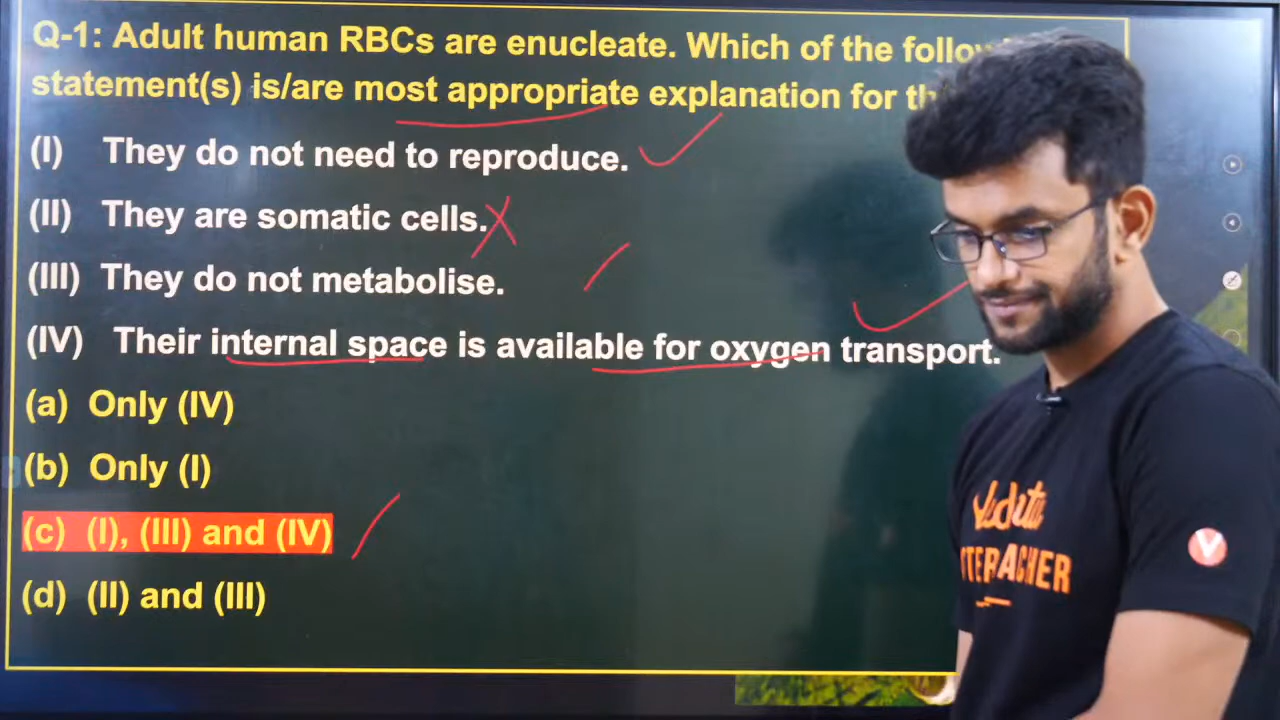 Q-1: Adult human RBCs are enucleate. Which of the
statement(s) is/are most appropriate explanation for
(I) They do not need to reproduce.
(II) They are somatic cells.
(III) They do not metabolise.
(IV) Their internal space is available for oxygen transport.
(a) Only (IV)
(b) Only (I)
(c) (I), (III) and (IV)
(d) (II) and (III)
V